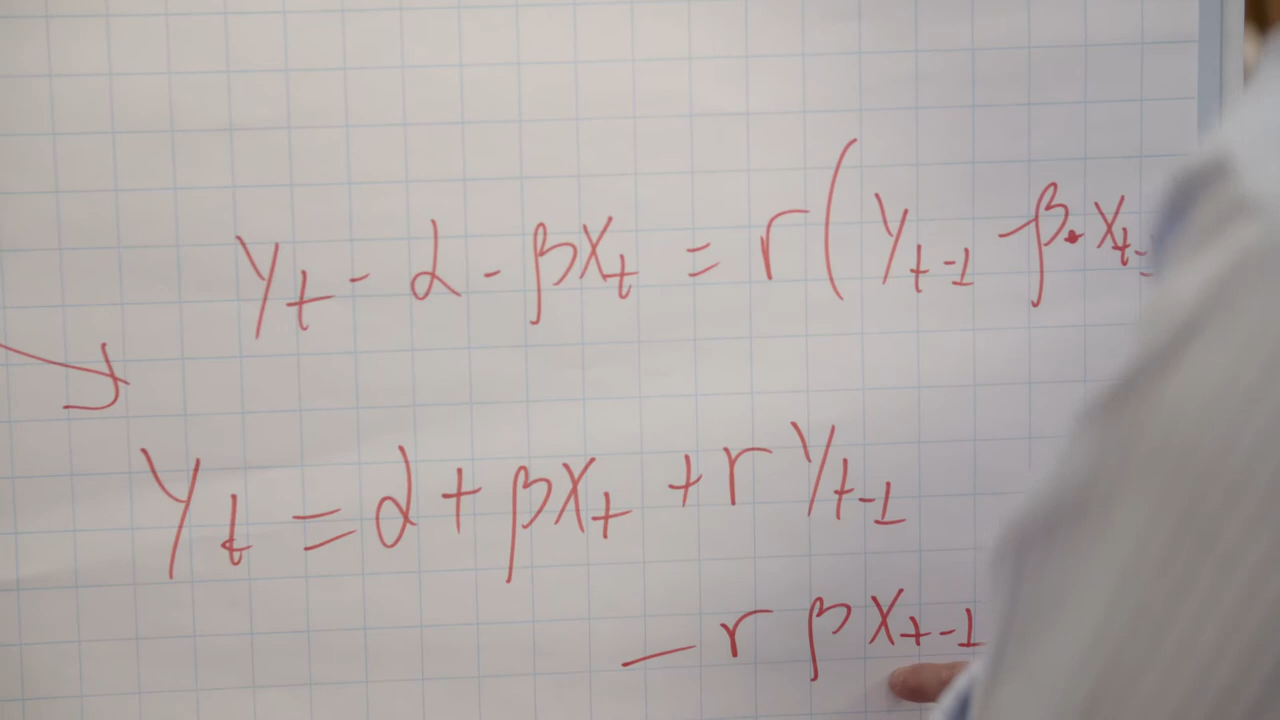 Yt - α - βXt = r(Yt-1 - β·Xt-
Yt = α + βXt + rYt-1
- rβXt-1